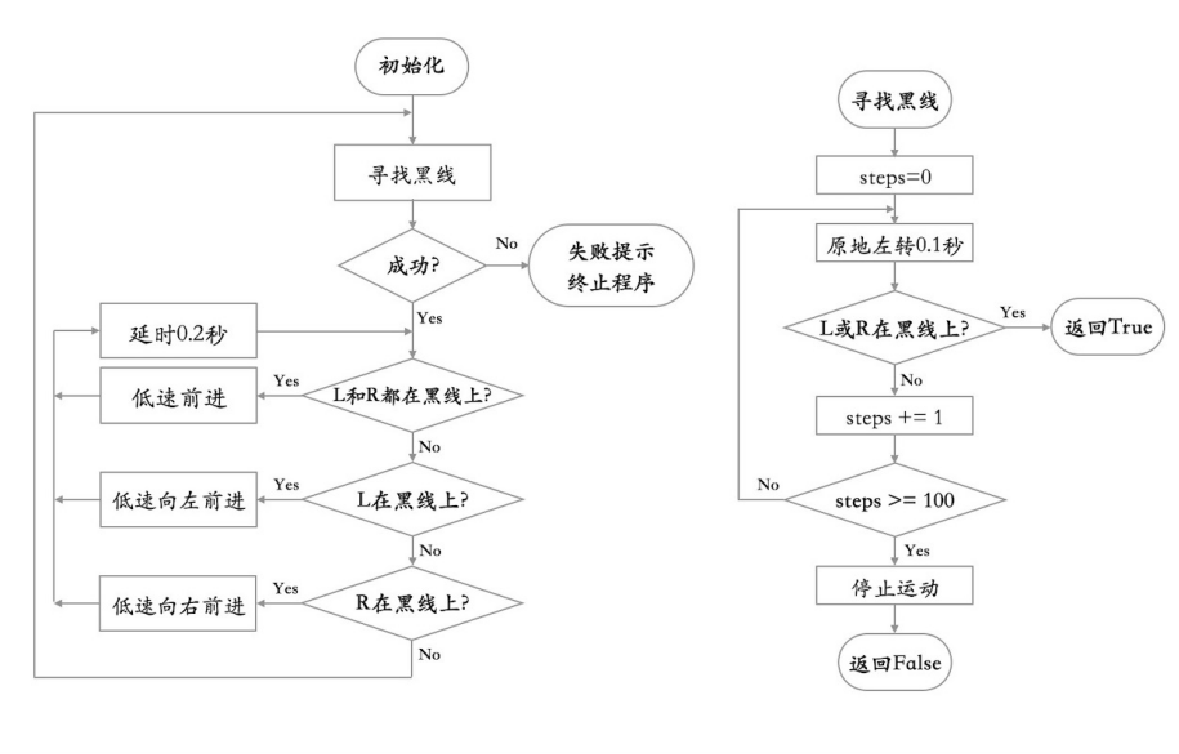 初始化
寻找黑线
成功?
No
失败提示
终止程序
Yes
延时0.2秒
L和R都在黑线上?
Yes
低速前进
No
L在黑线上?
Yes
低速向左前进
No
R在黑线上?
Yes
低速向右前进
No
寻找黑线
steps=0
原地左转0.1秒
L或R在黑线上?
Yes
返回True
No
steps += 1
steps >= 100
No
Yes
停止运动
返回False